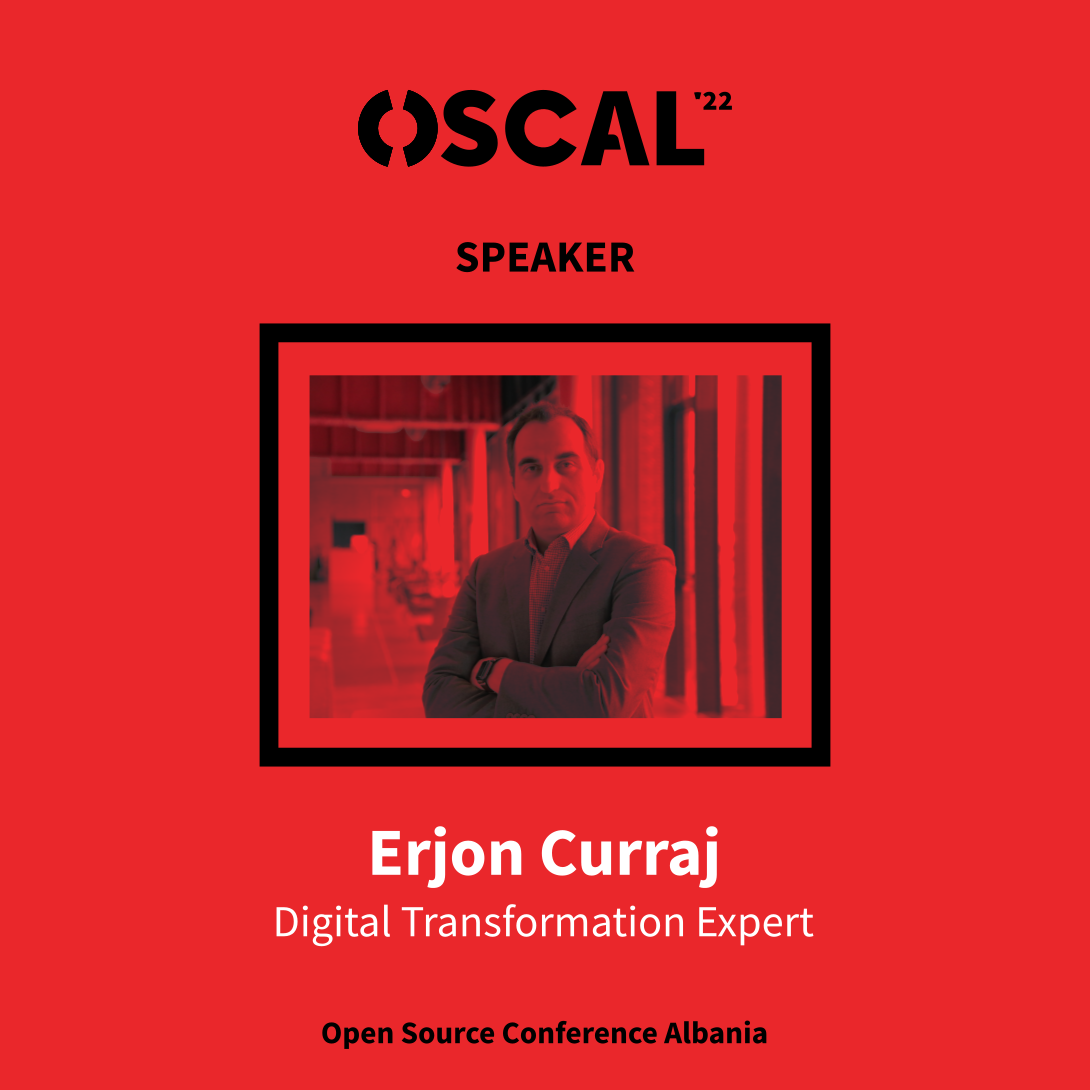 OSCAL'22
SPEAKER
Erjon Curraj
Digital Transformation Expert
Open Source Conference Albania